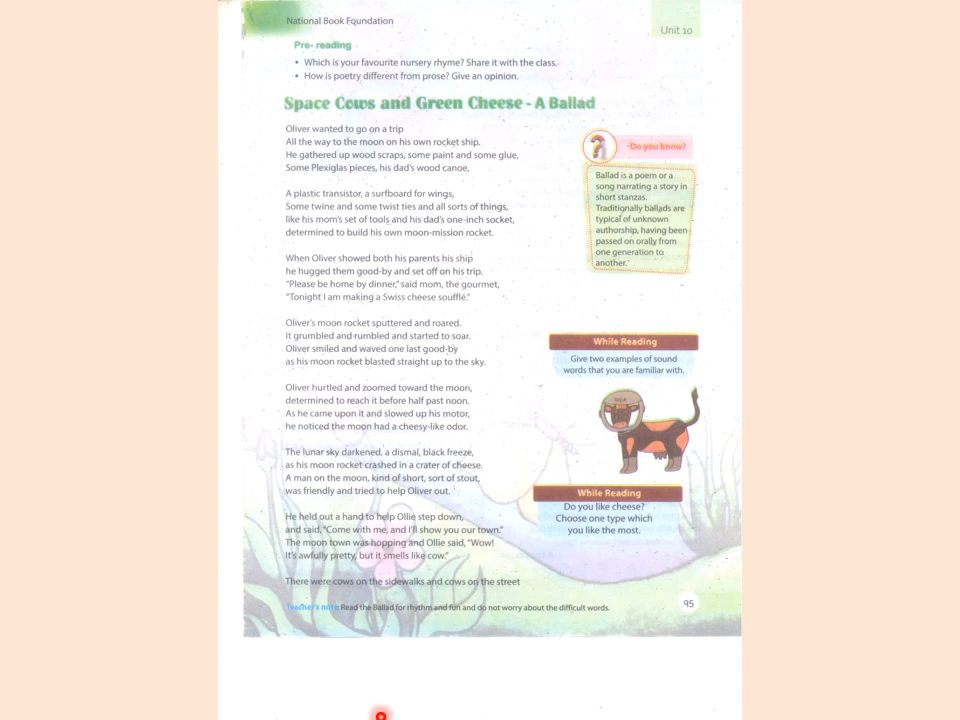 National Book Foundation
Unit 10
Pre- reading
• Which is your favourite nursery rhyme? Share it with the class.
• How is poetry different from prose? Give an opinion.
Space Cows and Green Cheese - A Ballad
Oliver wanted to go on a trip
All the way to the moon on his own rocket ship.
He gathered up wood scraps, some paint and some glue,
Some Plexiglas pieces, his dad's wood canoe,
A plastic transistor, a surfboard for wings,
Some twine and some twist ties and all sorts of things,
like his mom's set of tools and his dad's one-inch socket,
determined to build his own moon-mission rocket.
When Oliver showed both his parents his ship
he hugged them good-by and set off on his trip.
"Please be home by dinner," said mom, the gourmet,
"Tonight I am making a Swiss cheese soufflé."
Oliver's moon rocket sputtered and roared.
It grumbled and rumbled and started to soar.
Oliver smiled and waved one last good-by
as his moon rocket blasted straight up to the sky.
Oliver hurtled and zoomed toward the moon,
determined to reach it before half past noon.
As he came upon it and slowed up his motor,
he noticed the moon had a cheesy-like odor.
The lunar sky darkened, a dismal, black freeze,
as his moon rocket crashed in a crater of cheese.
A man on the moon, kind of short, sort of stout,
was friendly and tried to help Oliver out.
He held out a hand to help Ollie step down,
and said, "Come with me, and I'll show you our town."
The moon town was hopping and Ollie said, "Wow!
It's awfully pretty, but it smells like cow."
There were cows on the sidewalks and cows on the street
Do you know?
Ballad is a poem or a
song narrating a story in
short stanzas.
Traditionally ballads are
typical of unknown
authorship, having been
passed on orally from
one generation to
another.
While Reading
Give two examples of sound
words that you are familiar with.
While Reading
Do you like cheese?
Choose one type which
you like the most.
Teacher's note: Read the Ballad for rhythm and fun and do not worry about the difficult words.
95